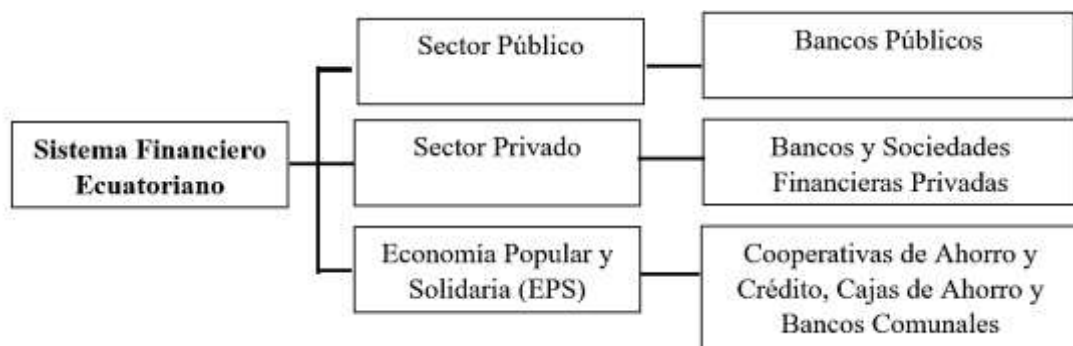 Sistema Financiero
Ecuatoriano
Sector Público
Bancos Públicos
Sector Privado
Bancos y Sociedades
Financieras Privadas
Economía Popular y
Solidaria (EPS)
Cooperativas de Ahorro y
Crédito, Cajas de Ahorro y
Bancos Comunales